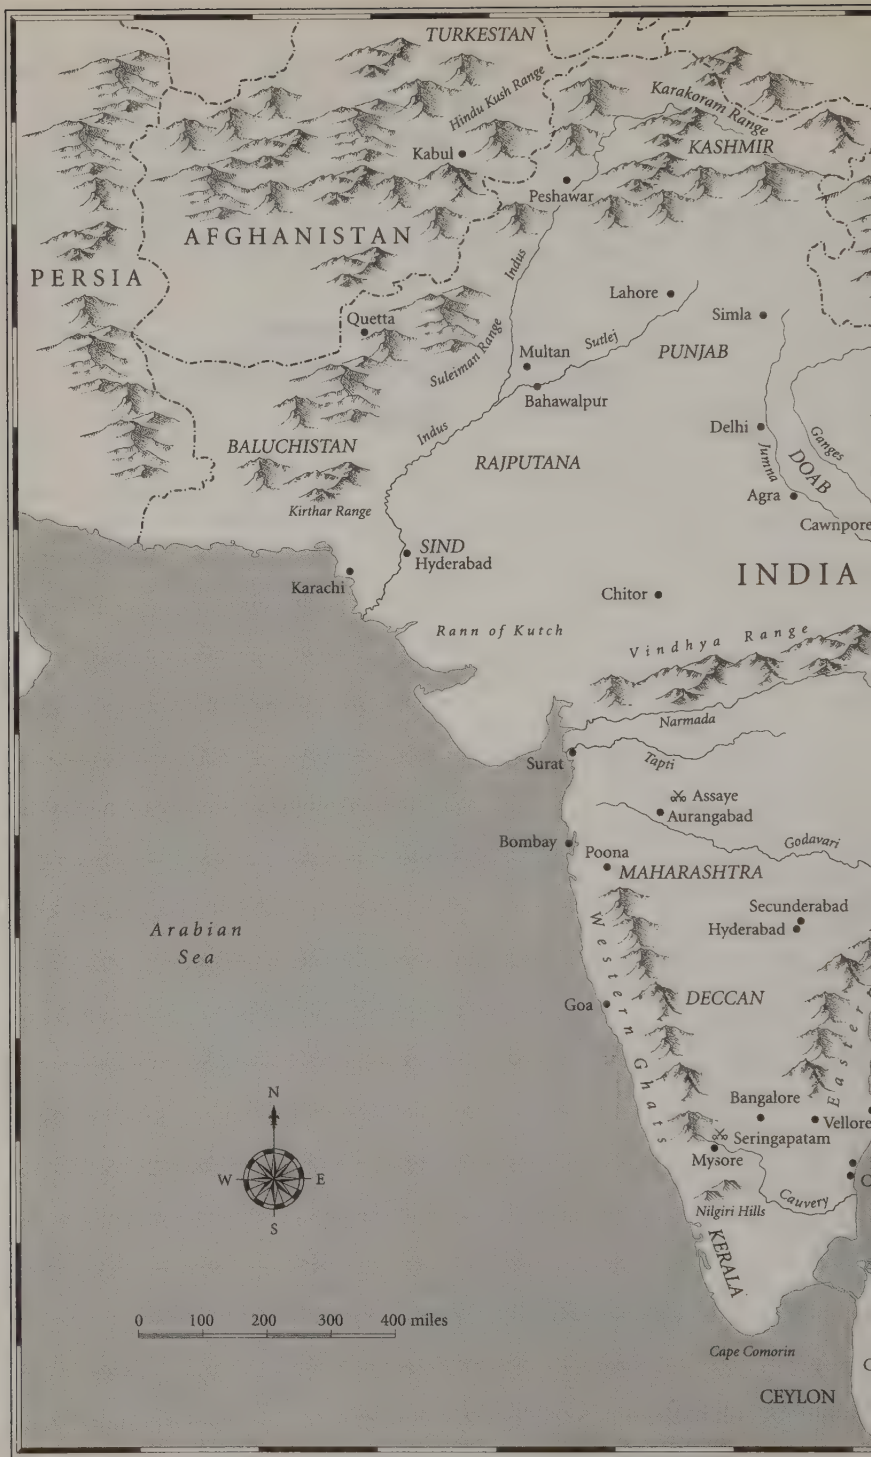 TURKESTAN
Hindu Kush Range
Karakoram Range
KASHMIR
Kabul
Peshawar
AFGHANISTAN
PERSIA
Indus
Lahore
Simla
Quetta
Suleiman Range
Multan
Sutlej
PUNJAB
Bahawalpur
Indus
Delhi
Ganges
Jumna
DOAB
BALUCHISTAN
RAJPUTANA
Agra
Kirthar Range
Cawnpore
SIND
Hyderabad
Karachi
INDIA
Chitor
Rann of Kutch
Vindhya Range
Narmada
Surat
Tapti
Assaye
Aurangabad
Bombay
Godavari
Poona
MAHARASHTRA
Secunderabad
Hyderabad
Arabian
Sea
Western Ghats
DECCAN
Goa
Eastern
N
Bangalore
Vellore
Seringapatam
Mysore
W
E
C
S
Cauvery
Nilgiri Hills
KERALA
0 100 200 300 400 miles
Cape Comorin
C
CEYLON